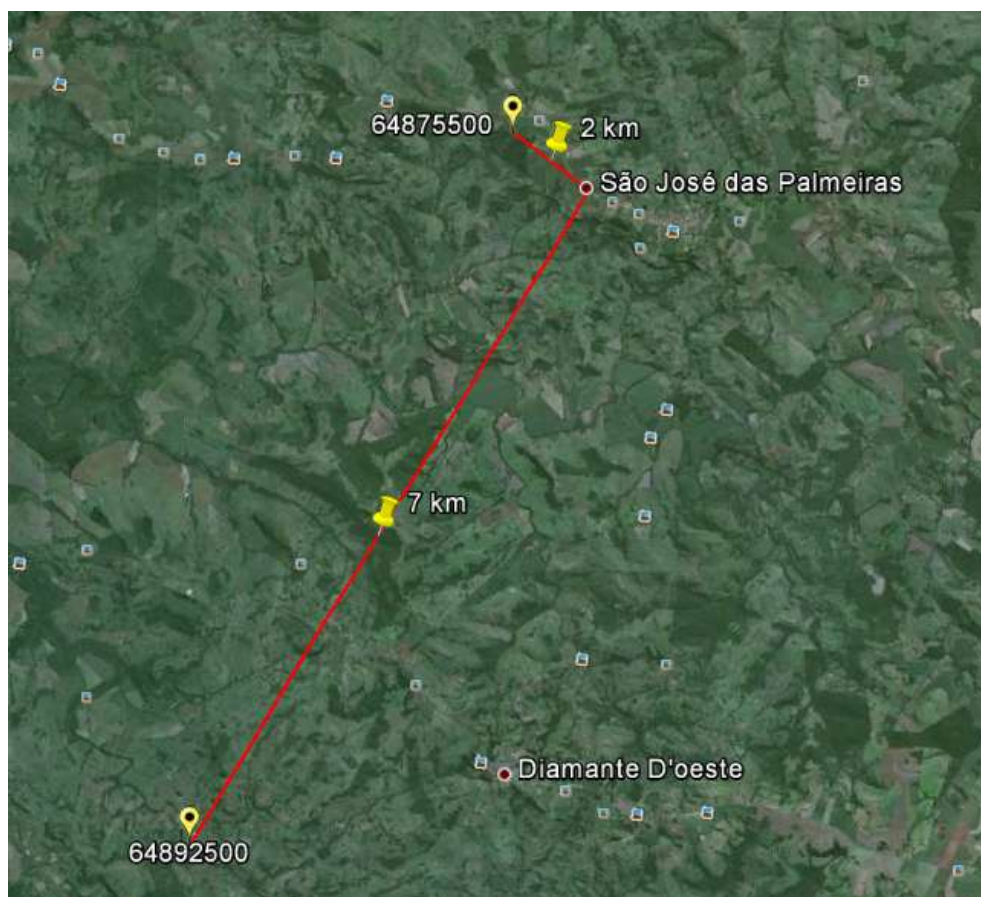 64875500
2 km
São José das Palmeiras
7 km
Diamante D'oeste
64892500